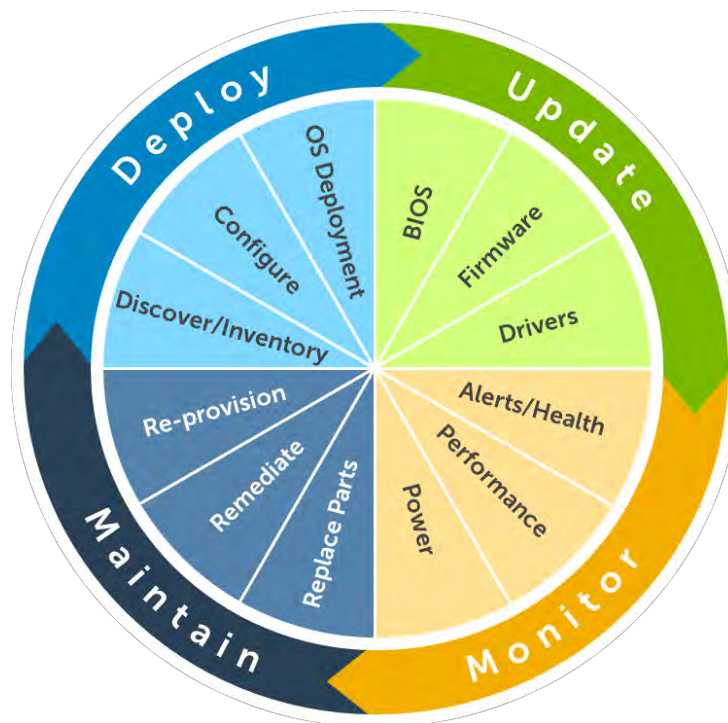 Deploy
Discover/Inventory
Configure
OS Deployment
Update
BIOS
Firmware
Drivers
Monitor
Alerts/Health
Performance
Power
Maintain
Replace Parts
Remediate
Re-provision